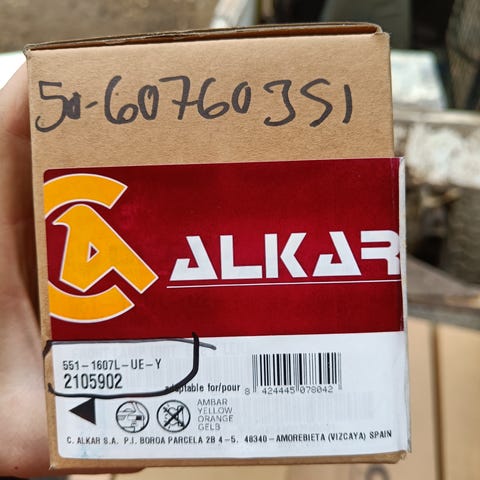 50-60760351
ALKAR
551-1607L-UE-Y
2105902
adaptable for/pour
8 424445 078042
AMBAR
YELLOW
ORANGE
GELB
C. ALKAR S.A. P.I. BOROA PARCELA 2B 4-5, 48340-AMOREBIETA (VIZCAYA) SPAIN